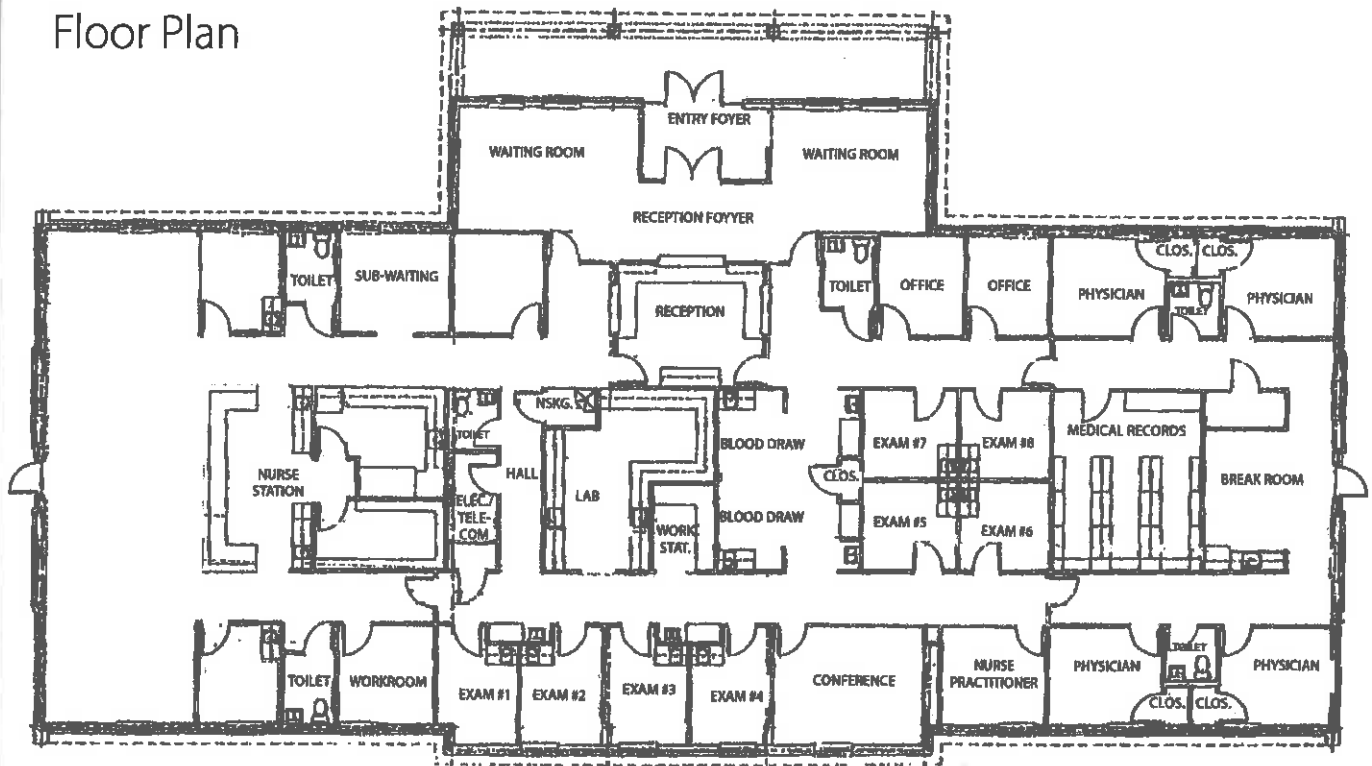 Floor Plan
ENTRY FOYER
WAITING ROOM
WAITING ROOM
RECEPTION FOYYER
TOILET
SUB-WAITING
RECEPTION
TOILET
OFFICE
OFFICE
PHYSICIAN
CLOS.
CLOS.
TOILET
PHYSICIAN
NURSE
STATION
TOILET
ELEC./
TELE-
COM
HALL
NSKG.
LAB
WORK
STAT.
BLOOD DRAW
BLOOD DRAW
CLOS.
EXAM #7
EXAM #8
EXAM #5
EXAM #6
MEDICAL RECORDS
BREAK ROOM
TOILET
WORKROOM
EXAM #1
EXAM #2
EXAM #3
EXAM #4
CONFERENCE
NURSE
PRACTITIONER
PHYSICIAN
TOILET
CLOS.
CLOS.
PHYSICIAN